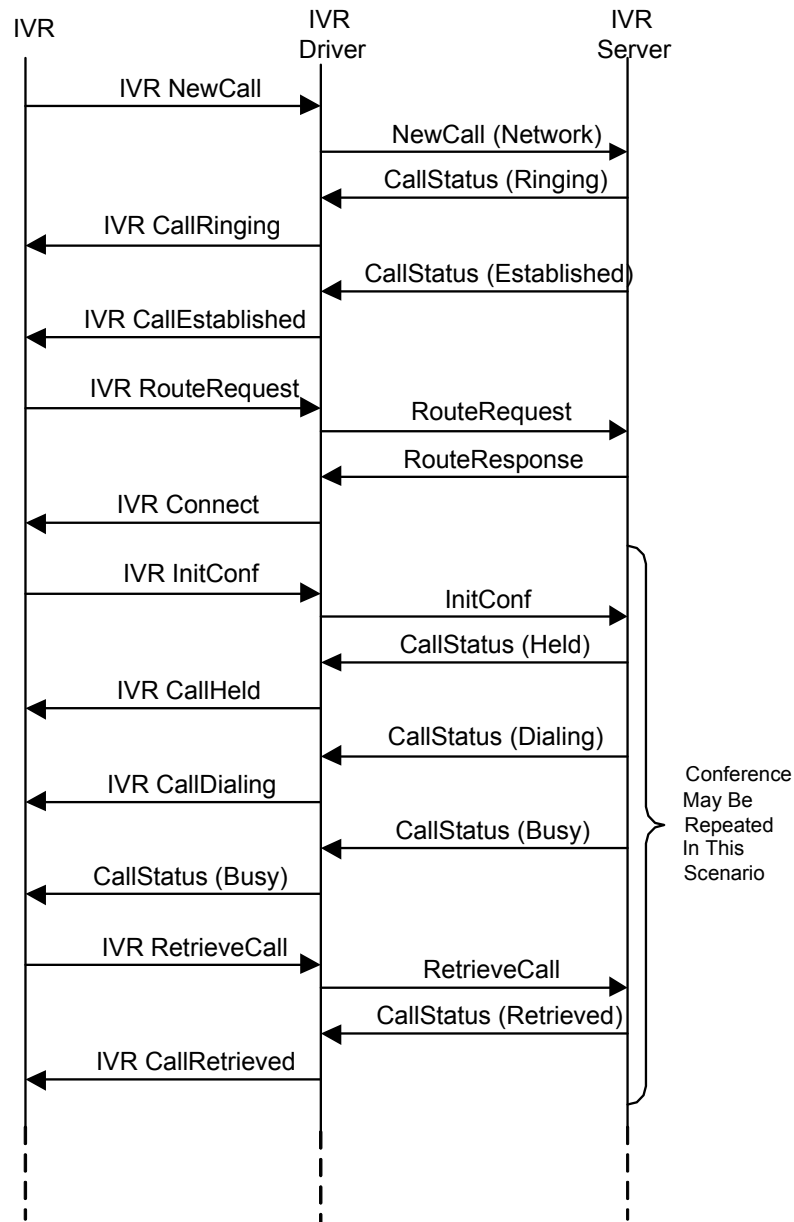 IVR
IVR
Driver
IVR
Server
IVR NewCall
NewCall (Network)
CallStatus (Ringing)
IVR CallRinging
CallStatus (Established)
IVR CallEstablished
IVR RouteRequest
RouteRequest
RouteResponse
IVR Connect
IVR InitConf
InitConf
CallStatus (Held)
IVR CallHeld
CallStatus (Dialing)
IVR CallDialing
CallStatus (Busy)
CallStatus (Busy)
IVR RetrieveCall
RetrieveCall
CallStatus (Retrieved)
IVR CallRetrieved
Conference
May Be
Repeated
In This
Scenario